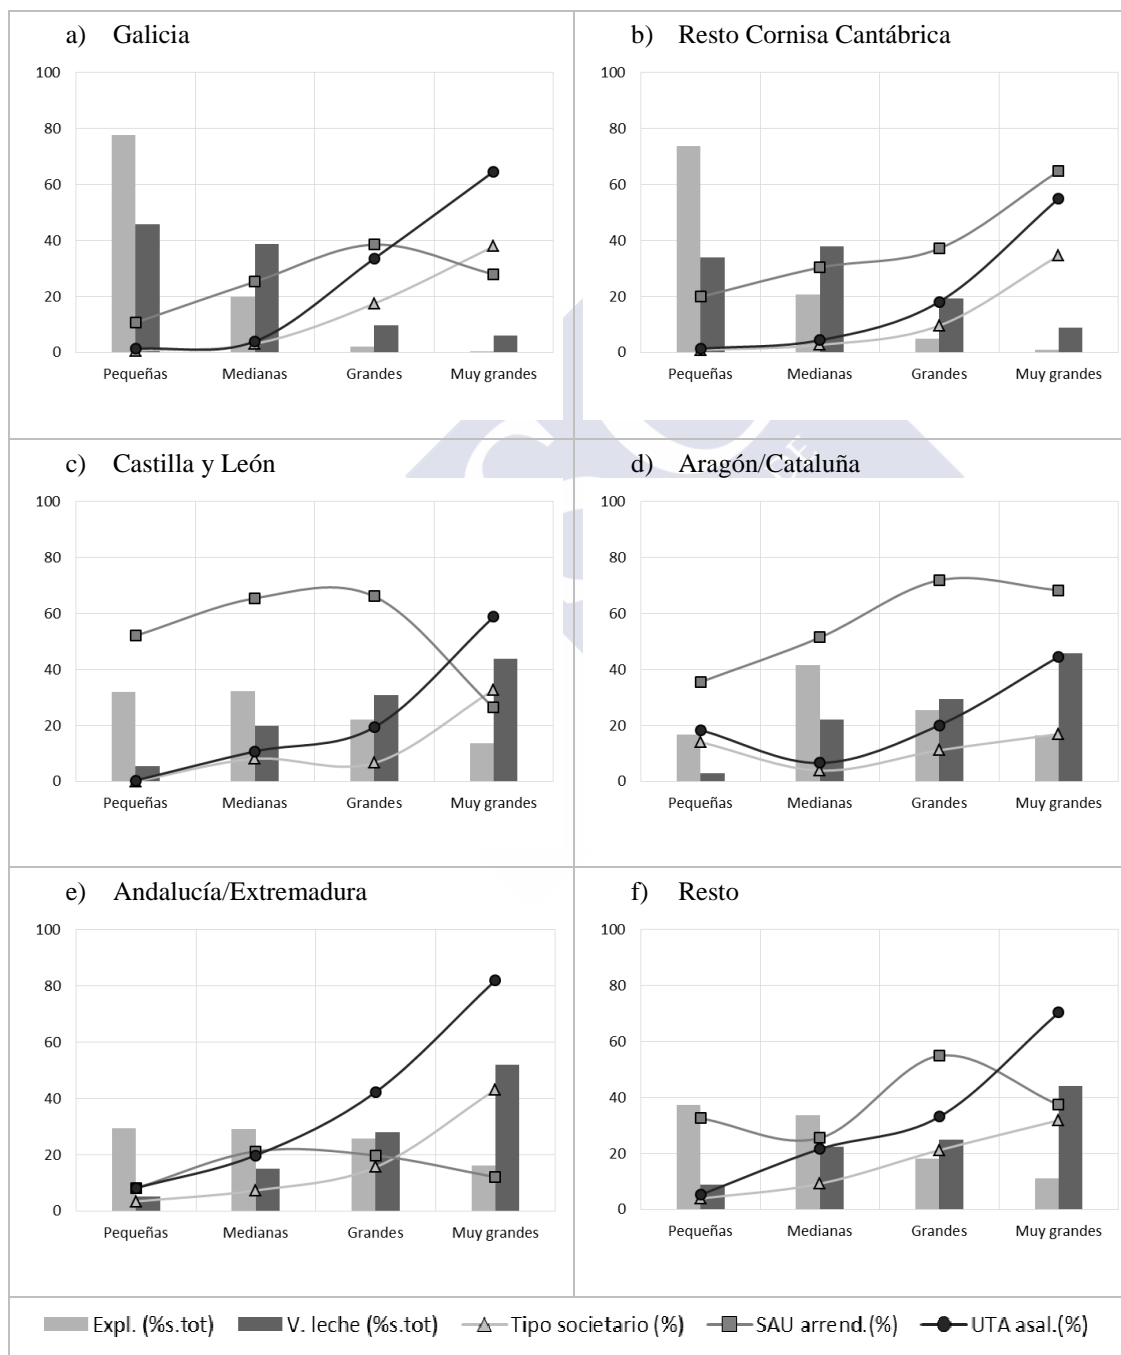 a) Galicia
100
80
60
40
20
0
Pequeñas Medianas Grandes Muy grandes
b) Resto Cornisa Cantábrica
100
80
60
40
20
0
Pequeñas Medianas Grandes Muy grandes
c) Castilla y León
100
80
60
40
20
0
Pequeñas Medianas Grandes Muy grandes
d) Aragón/Cataluña
100
80
60
40
20
0
Pequeñas Medianas Grandes Muy grandes
e) Andalucía/Extremadura
100
80
60
40
20
0
Pequeñas Medianas Grandes Muy grandes
f) Resto
100
80
60
40
20
0
Pequeñas Medianas Grandes Muy grandes
Expl. (%s.tot) V. leche (%s.tot) Tipo societario (%) SAU arrend.(%) UTA asal.(%)